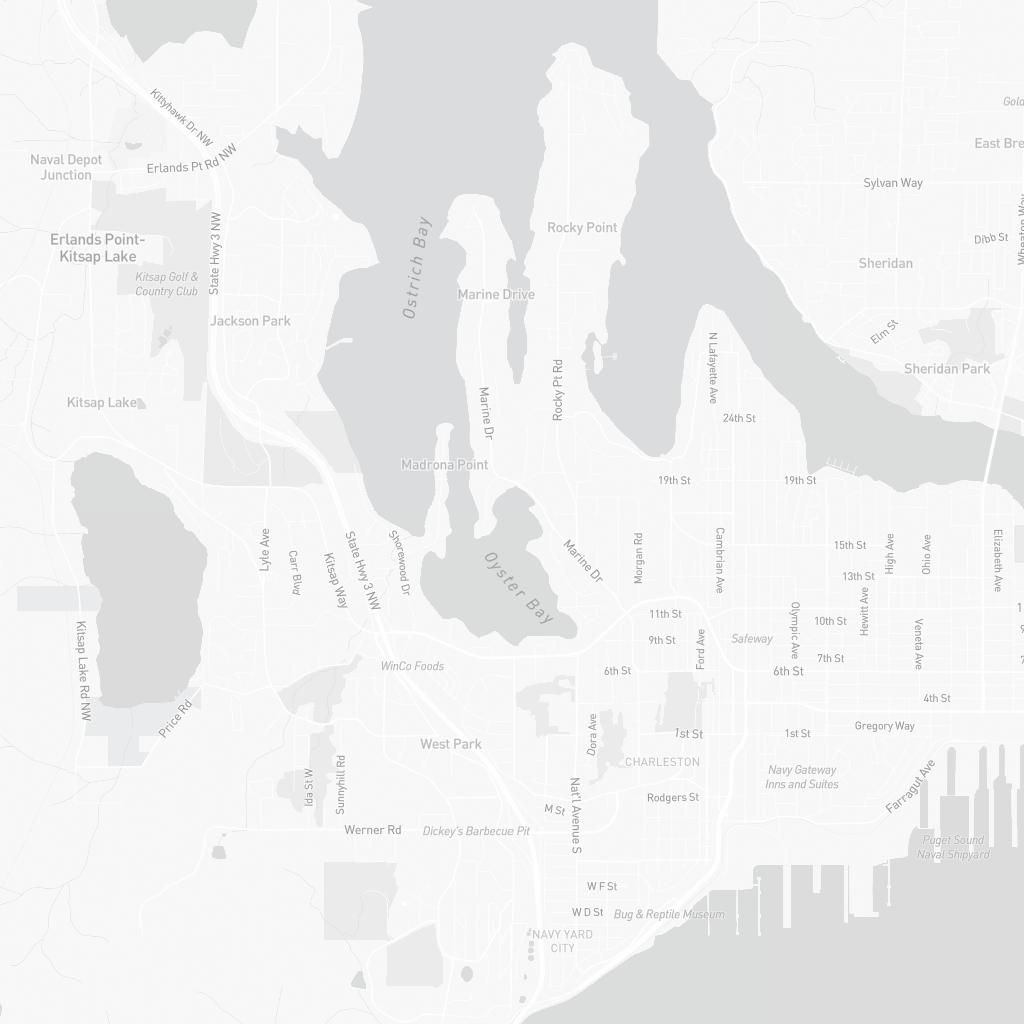 Kittyhawk Dr NW
Gold
East Bre
Naval Depot
Junction
Erlands Pt Rd NW
Sylvan Way
State Hwy 3 NW
Wheaton Way
Rocky Point
Dibb St
Erlands Point-
Kitsap Lake
Ostrich Bay
Sheridan
Kitsap Golf &
Country Club
Marine Drive
Jackson Park
Elm St
N Lafayette Ave
Sheridan Park
Rocky Pt Rd
Marine Dr
Kitsap Lake
24th St
Madrona Point
19th St
19th St
Lyle Ave
Carr Blvd
Kitsap Way
State Hwy 3 NW
Shorewood Dr
Oyster Bay
Marine Dr
Morgan Rd
Cambrian Ave
15th St
High Ave
Ohio Ave
Elizabeth Ave
13th St
Hewitt Ave
11th St
10th St
1
9
7
Olympic Ave
9th St
Ford Ave
Safeway
Veneta Ave
Kitsap Lake Rd NW
WinCo Foods
6th St
6th St
7th St
4th St
Price Rd
West Park
Dora Ave
1st St
1st St
Gregory Way
CHARLESTON
Navy Gateway
Inns and Suites
Ida St W
Sunnyhill Rd
Farragut Ave
Rodgers St
M St
Nat'l Avenue S
Werner Rd
Dickey's Barbecue Pit
Puget Sound
Naval Shipyard
W F St
W D St
Bug & Reptile Museum
NAVY YARD
CITY